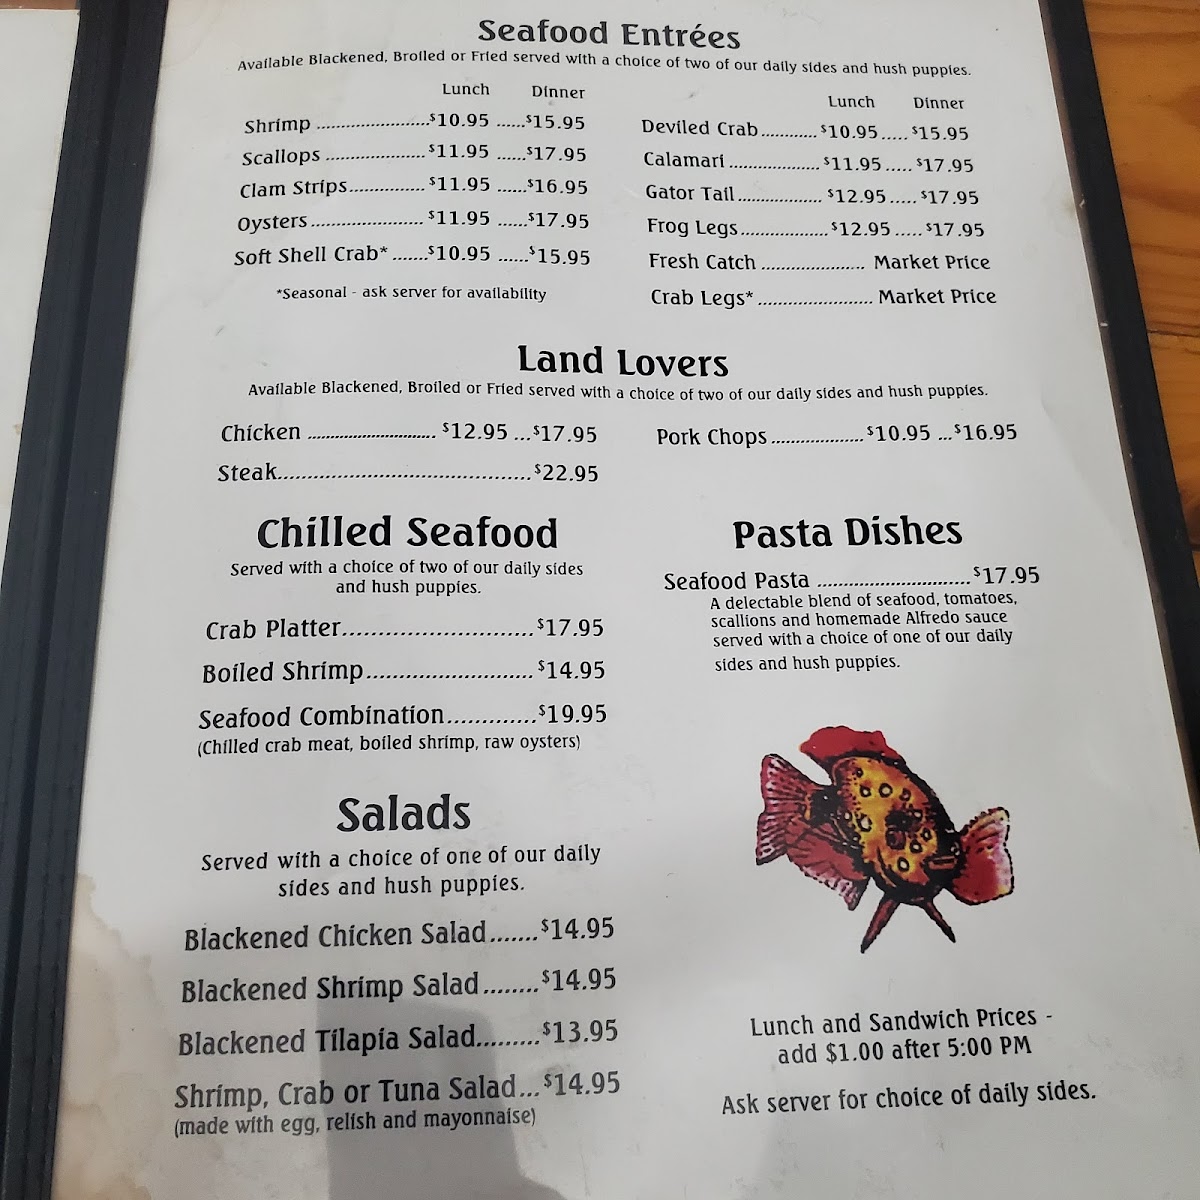 Seafood Entrées
Available Blackened, Broiled or Fried served with a choice of two of our daily sides and hush puppies.
Lunch Dinner
Shrimp .......................$10.95 ......$15.95
Scallops ....................$11.95 ......$17.95
Clam Strips...............$11.95 ......$16.95
Oysters.......................$11.95 ......$17.95
Soft Shell Crab* .......$10.95 ......$15.95
*Seasonal - ask server for availability
Lunch Dinner
Deviled Crab............$10.95.....$15.95
Calamari ...................$11.95.....$17.95
Gator Tail.................$12.95.....$17.95
Frog Legs..................$12.95.....$17.95
Fresh Catch ..................... Market Price
Crab Legs* ....................... Market Price
Land Lovers
Available Blackened, Broiled or Fried served with a choice of two of our daily sides and hush puppies.
Chicken ........................... $12.95 ...$17.95
Steak...........................................$22.95
Pork Chops...................$10.95 ...$16.95
Chilled Seafood
Served with a choice of two of our daily sides
and hush puppies.
Crab Platter............................$17.95
Boiled Shrimp.........................$14.95
Seafood Combination.............$19.95
(Chilled crab meat, boiled shrimp, raw oysters)
Pasta Dishes
Seafood Pasta ..............................$17.95
A delectable blend of seafood, tomatoes,
scallions and homemade Alfredo sauce
served with a choice of one of our daily
sides and hush puppies.
Salads
Served with a choice of one of our daily
sides and hush puppies.
Blackened Chicken Salad.......$14.95
Blackened Shrimp Salad........$14.95
Blackened Tilapia Salad.........$13.95
Shrimp, Crab or Tuna Salad...$14.95
(made with egg, relish and mayonnaise)
Lunch and Sandwich Prices -
add $1.00 after 5:00 PM
Ask server for choice of daily sides.